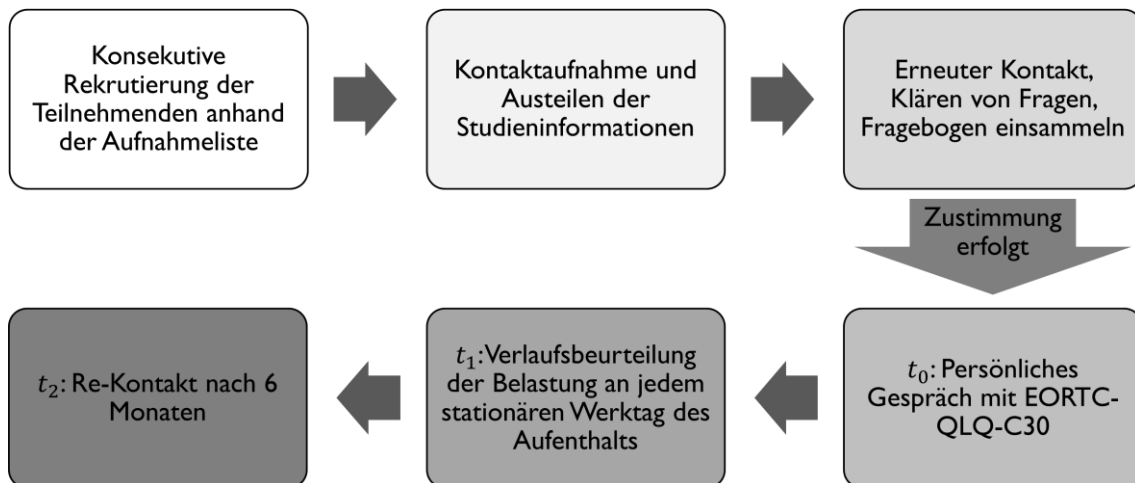 Konsekutive
Rekrutierung der
Teilnehmenden anhand
der Aufnahmeliste
Kontaktaufnahme und
Austeilen der
Studieninformationen
Erneuter Kontakt,
Klären von Fragen,
Fragebogen einsammeln
Zustimmung
erfolgt
t₀: Persönliches
Gespräch mit EORTC-
QLQ-C30
t₁: Verlaufsbeurteilung
der Belastung an jedem
stationären Werktag des
Aufenthalts
t₂: Re-Kontakt nach 6
Monaten